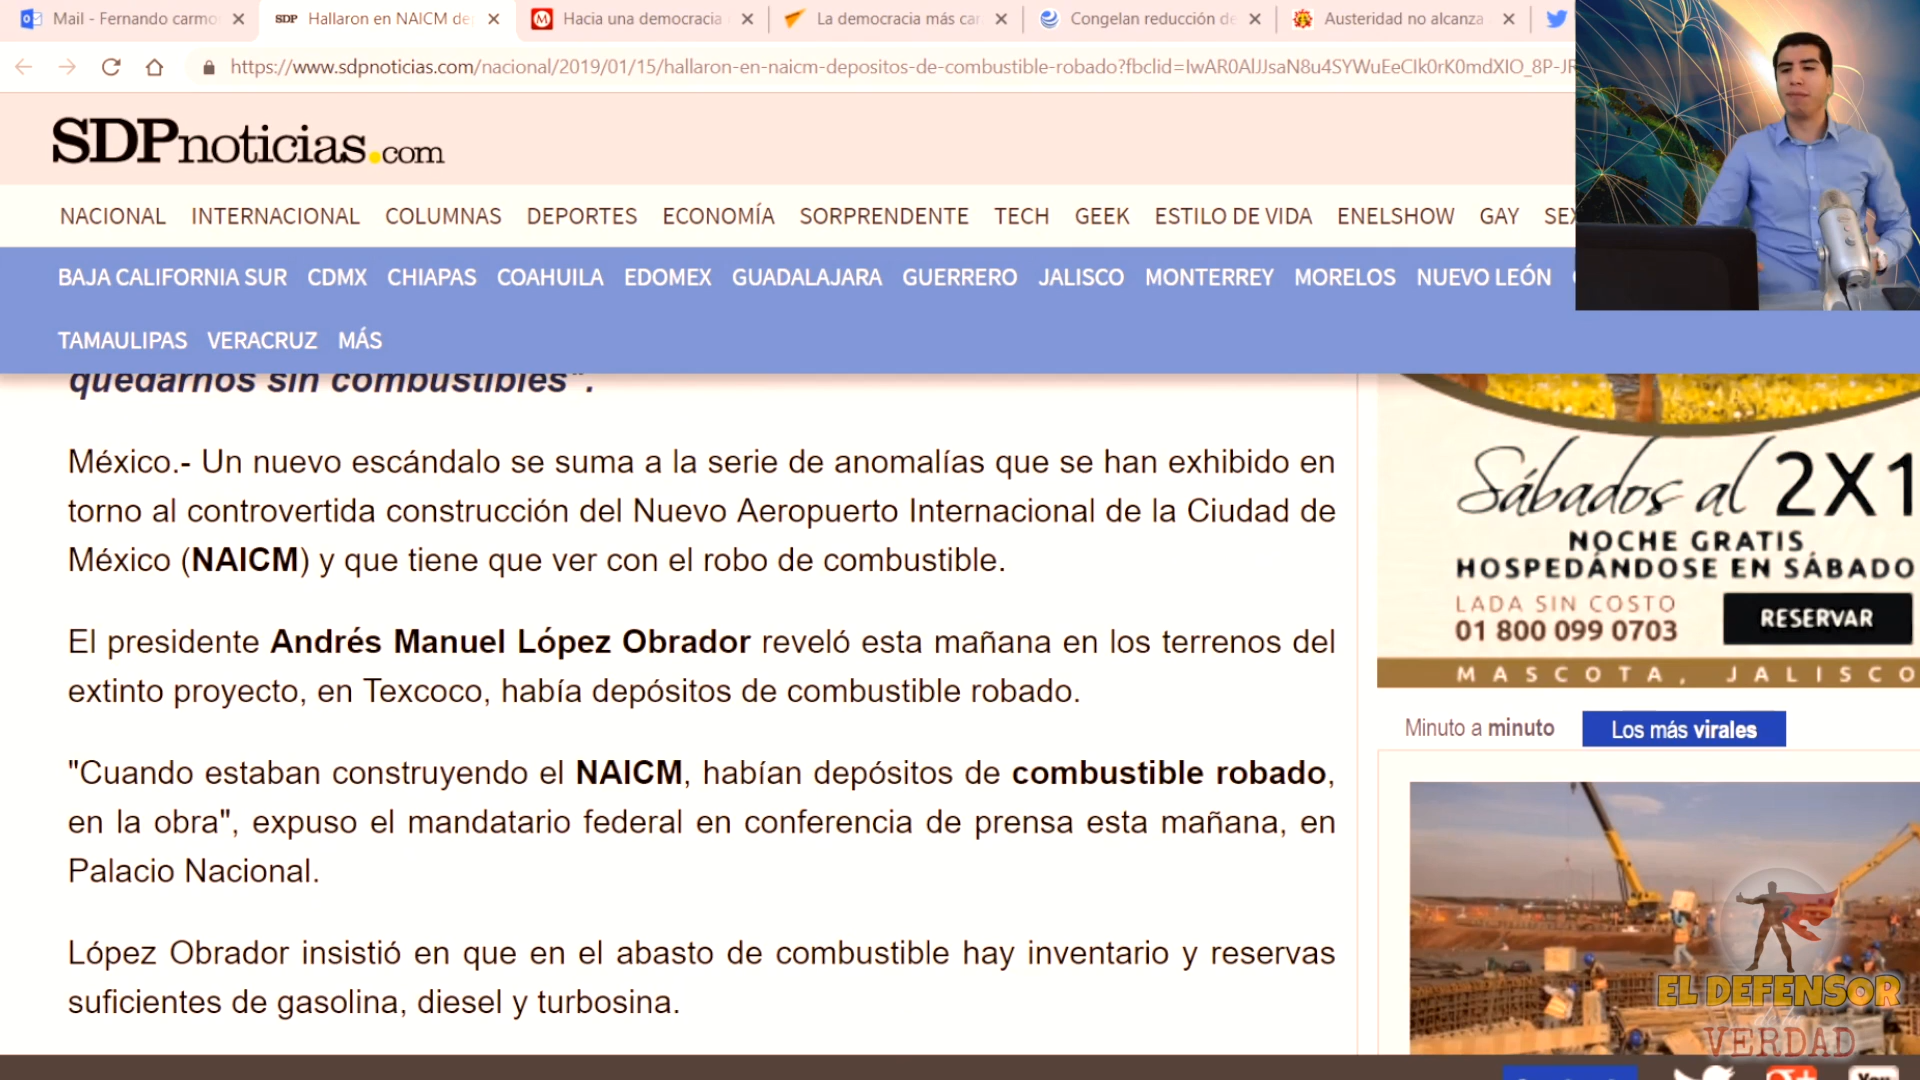 Mail - Fernando carmo
SDP Hallaron en NAICM de
Hacia una democracia
La democracia más car
Congelan reducción de
Austeridad no alcanza
https://www.sdpnoticias.com/nacional/2019/01/15/hallaron-en-naicm-depositos-de-combustible-robado?fbclid=IwAR0AlJJsaN8u4SYWuEeCIk0rK0mdXIO_8P-JF
SDPnoticias.com
NACIONAL INTERNACIONAL COLUMNAS DEPORTES ECONOMÍA SORPRENDENTE TECH GEEK ESTILO DE VIDA ENELSHOW GAY SEX
BAJA CALIFORNIA SUR CDMX CHIAPAS COAHUILA EDOMEX GUADALAJARA GUERRERO JALISCO MONTERREY MORELOS NUEVO LEÓN
TAMAULIPAS VERACRUZ MÁS
quedarnos sin combustibles".
México.- Un nuevo escándalo se suma a la serie de anomalías que se han exhibido en
torno al controvertida construcción del Nuevo Aeropuerto Internacional de la Ciudad de
México (NAICM) y que tiene que ver con el robo de combustible.
El presidente Andrés Manuel López Obrador reveló esta mañana en los terrenos del
extinto proyecto, en Texcoco, había depósitos de combustible robado.
"Cuando estaban construyendo el NAICM, habían depósitos de combustible robado,
en la obra", expuso el mandatario federal en conferencia de prensa esta mañana, en
Palacio Nacional.
López Obrador insistió en que en el abasto de combustible hay inventario y reservas
suficientes de gasolina, diesel y turbosina.
Sábados al 2X1
NOCHE GRATIS
HOSPEDÁNDOSE EN SÁBADO
LADA SIN COSTO
01 800 099 0703
RESERVAR
MASCOTA, JALISCO
Minuto a minuto
Los más virales
EL DEFENSOR
VERDAD